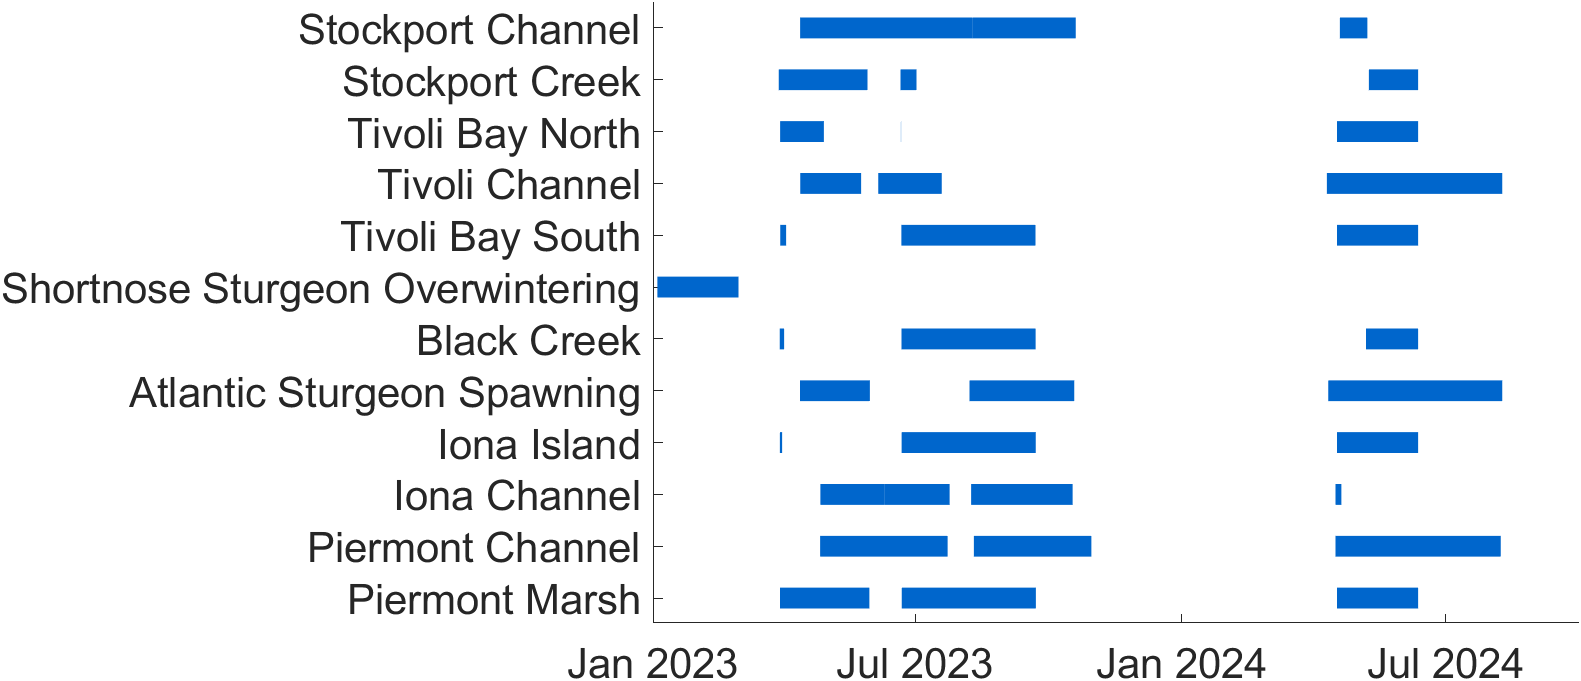 Stockport Channel
Stockport Creek
Tivoli Bay North
Tivoli Channel
Tivoli Bay South
Shortnose Sturgeon Overwintering
Black Creek
Atlantic Sturgeon Spawning
Iona Island
Iona Channel
Piermont Channel
Piermont Marsh
Jan 2023 Jul 2023 Jan 2024 Jul 2024